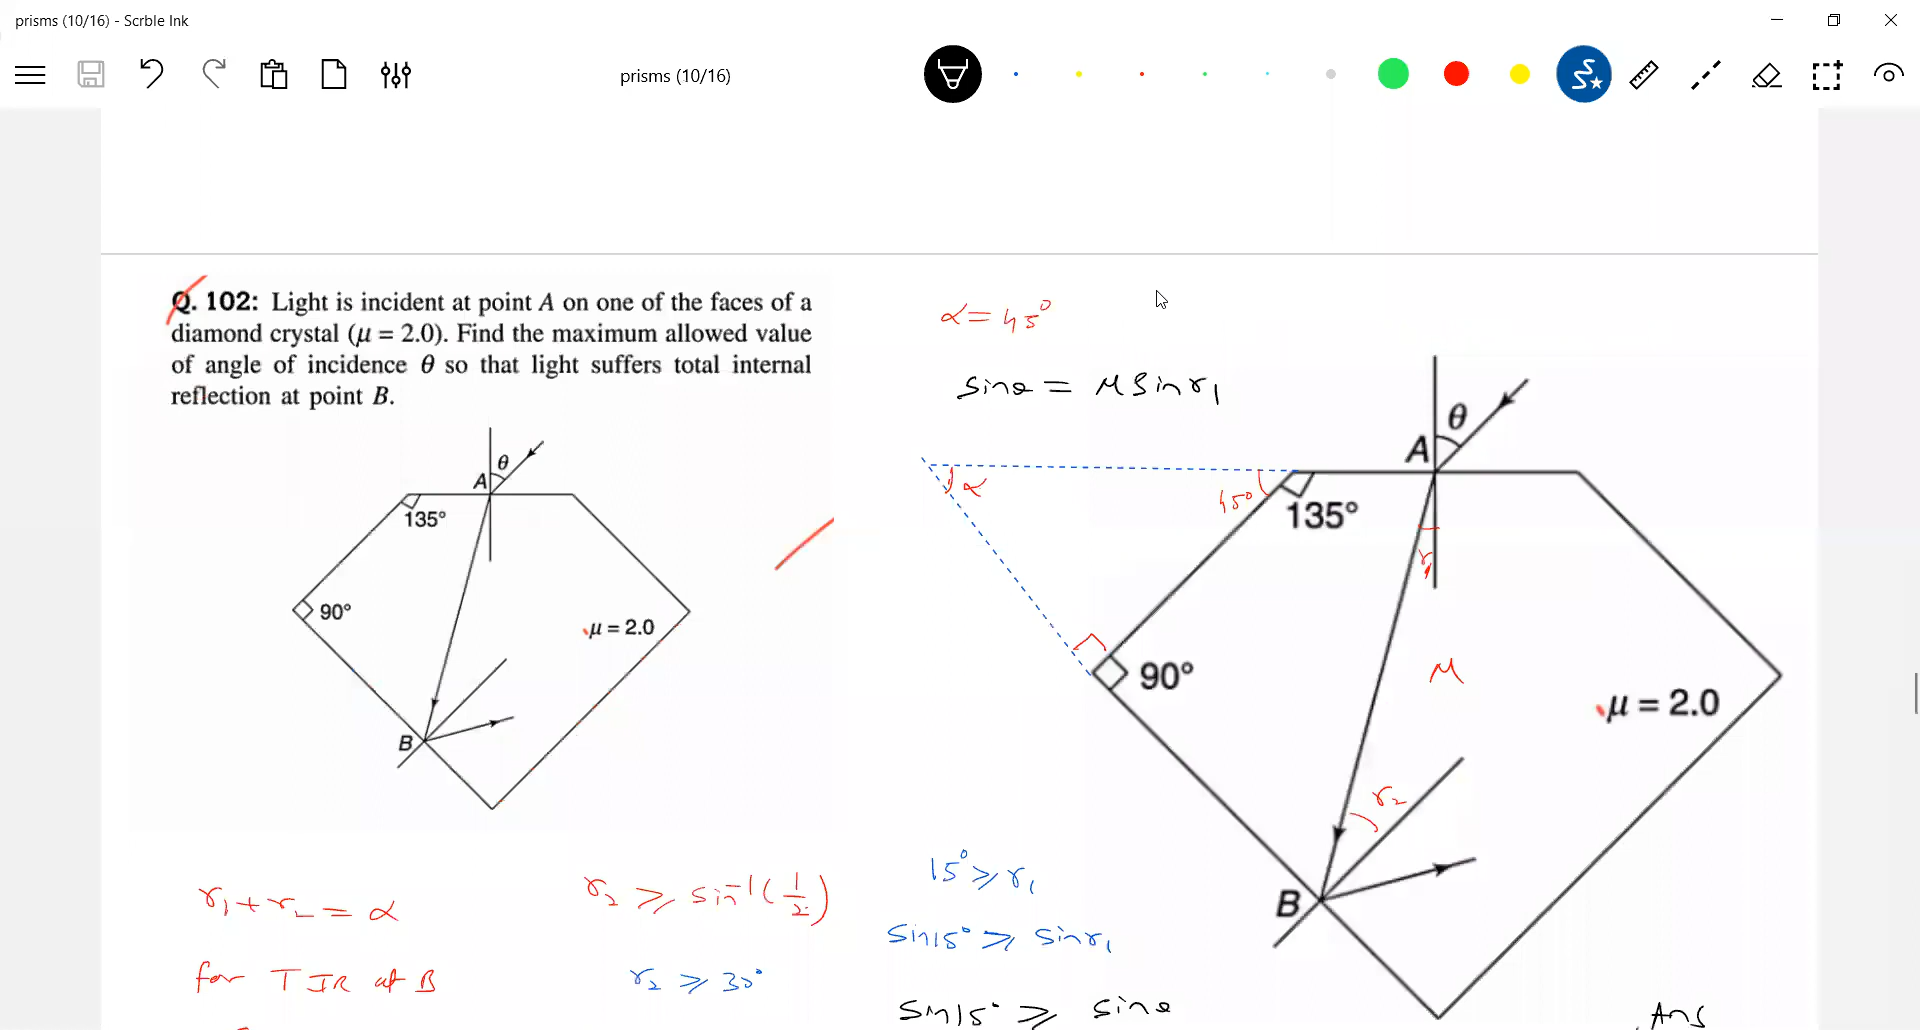 prisms (10/16) - Scrble Ink
prisms (10/16)
Q. 102: Light is incident at point A on one of the faces of a
diamond crystal (μ = 2.0). Find the maximum allowed value
of angle of incidence θ so that light suffers total internal
reflection at point B.
A
θ
135°
90°
μ = 2.0
B
α = 45°
sinθ = μ sin r₁
A
θ
α
45°
135°
r₁
90°
μ
μ = 2.0
r₂
B
r₁ + r₂ = α
for TIR at B
r₂ ⩾ sin⁻¹(1/2)
r₂ ⩾ 30°
15° ⩾ r₁
sin15° ⩾ sinr₁
sin15° ⩾ sinθ
Ans